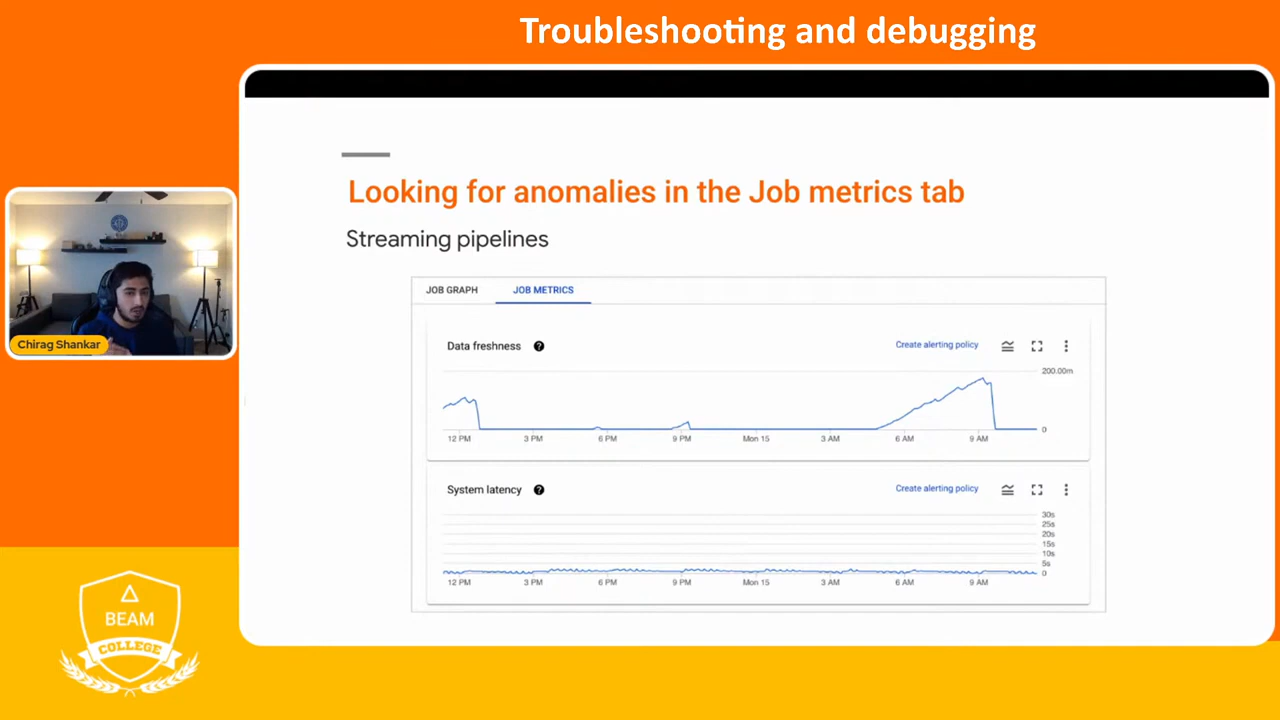 Troubleshooting and debugging
Looking for anomalies in the Job metrics tab
Streaming pipelines
JOB GRAPH JOB METRICS
Data freshness ? Create alerting policy
200.00m
0
12 PM 3 PM 6 PM 9 PM Mon 15 3 AM 6 AM 9 AM
System latency ? Create alerting policy
30s
25s
20s
15s
10s
5s
0
12 PM 3 PM 6 PM 9 PM Mon 15 3 AM 6 AM 9 AM
Chirag Shankar
BEAM
COLLEGE